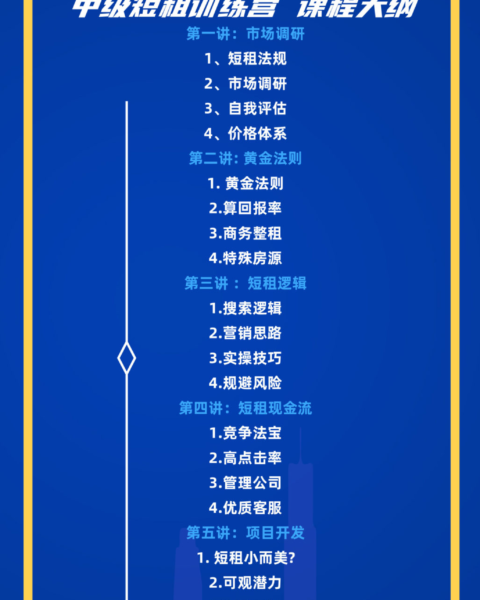 中级短租训练营 课程大纲
第一讲：市场调研
1、短租法规
2、市场调研
3、自我评估
4、价格体系
第二讲: 黄金法则
1. 黄金法则
2.算回报率
3.商务整租
4.特殊房源
第三讲 ：短租逻辑
1.搜索逻辑
2.营销思路
3.实操技巧
4.规避风险
第四讲：短租现金流
1.竞争法宝
2.高点击率
3.管理公司
4.优质客服
第五讲：项目开发
1. 短租小而美?
2.可观潜力